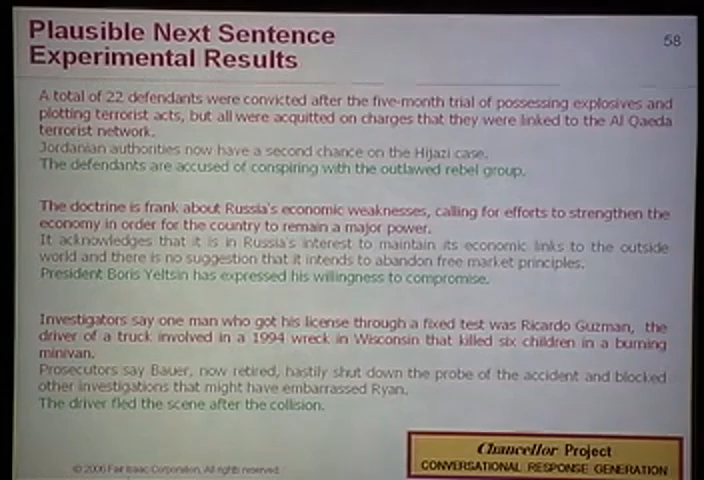 Plausible Next Sentence
Experimental Results
58
A total of 22 defendants were convicted after the five-month trial of possessing explosives and
plotting terrorist acts, but all were acquitted on charges that they were linked to the Al Qaeda
terrorist network.
Jordanian authorities now have a second chance on the Hijazi case.
The defendants are accused of conspiring with the outlawed rebel group.
The doctrine is frank about Russia's economic weaknesses, calling for efforts to strengthen the
economy in order for the country to remain a major power.
It acknowledges that it is in Russia's interest to maintain its economic links to the outside
world and there is no suggestion that it intends to abandon free market principles.
President Boris Yeltsin has expressed his willingness to compromise.
Investigators say one man who got his license through a fixed test was Ricardo Guzman, the
driver of a truck involved in a 1994 wreck in Wisconsin that killed six children in a burning
minivan.
Prosecutors say Bauer, now retired, hastily shut down the probe of the accident and blocked
other investigations that might have embarrassed Ryan.
The driver fled the scene after the collision.
Chancellor Project
CONVERSATIONAL RESPONSE GENERATION
© 2006 Fair Isaac Corporation. All rights reserved.